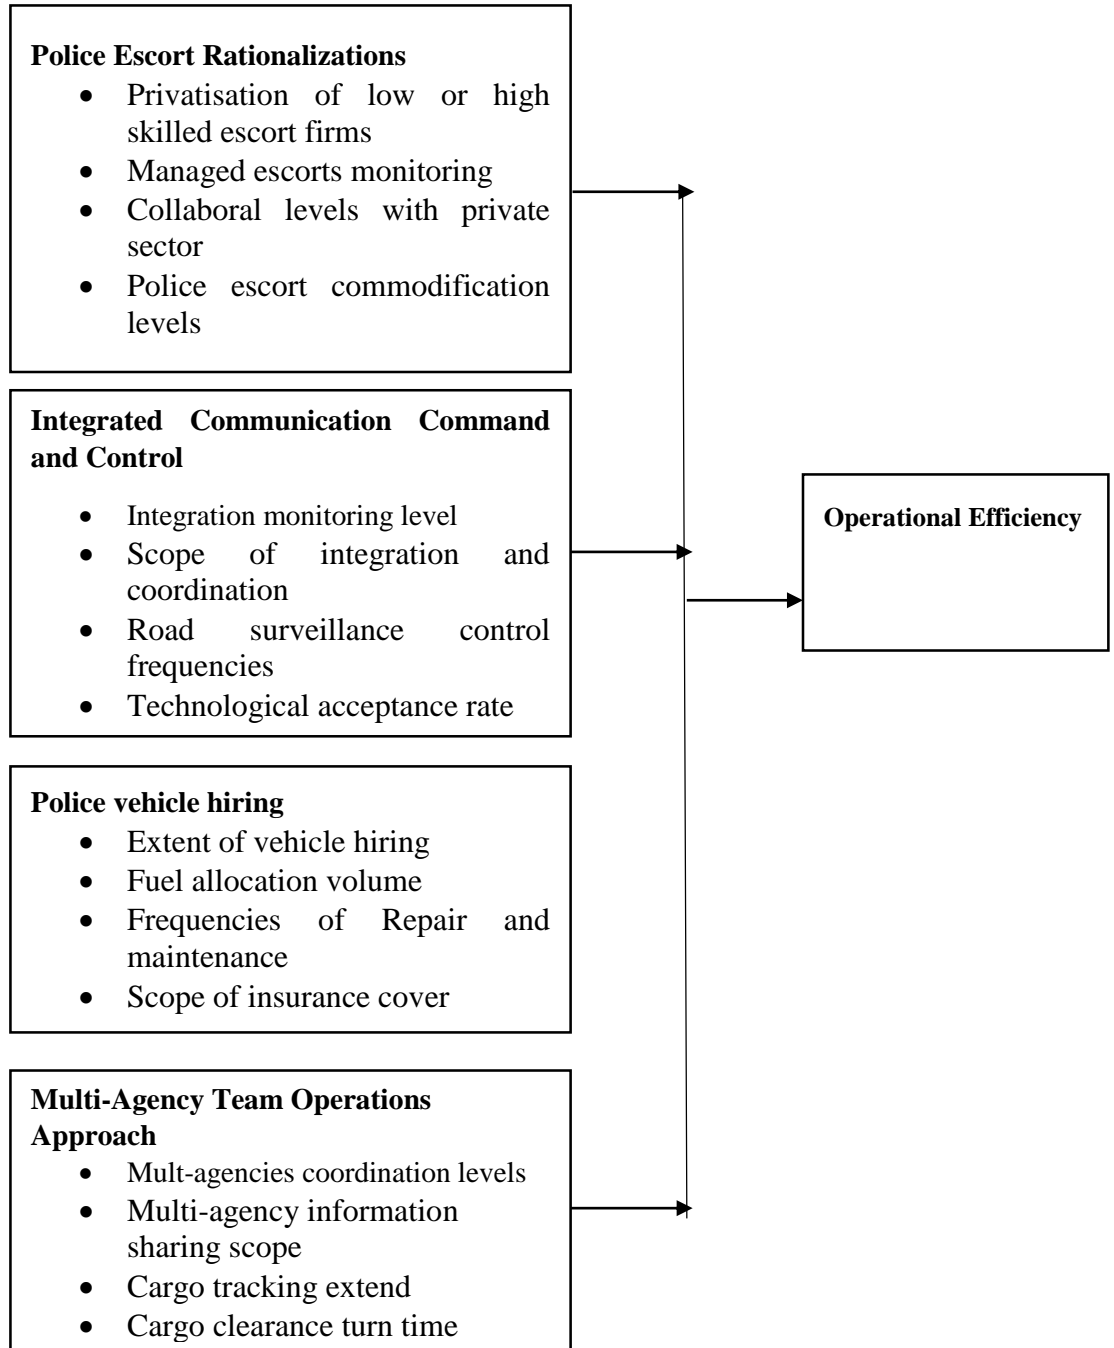 Police Escort Rationalizations
• Privatisation of low or high
skilled escort firms
• Managed escorts monitoring
• Collaboral levels with private
sector
• Police escort commodification
levels
Integrated Communication Command
and Control
• Integration monitoring level
• Scope of integration and
coordination
• Road surveillance control
frequencies
• Technological acceptance rate
Operational Efficiency
Police vehicle hiring
• Extent of vehicle hiring
• Fuel allocation volume
• Frequencies of Repair and
maintenance
• Scope of insurance cover
Multi-Agency Team Operations
Approach
• Mult-agencies coordination levels
• Multi-agency information
sharing scope
• Cargo tracking extend
• Cargo clearance turn time